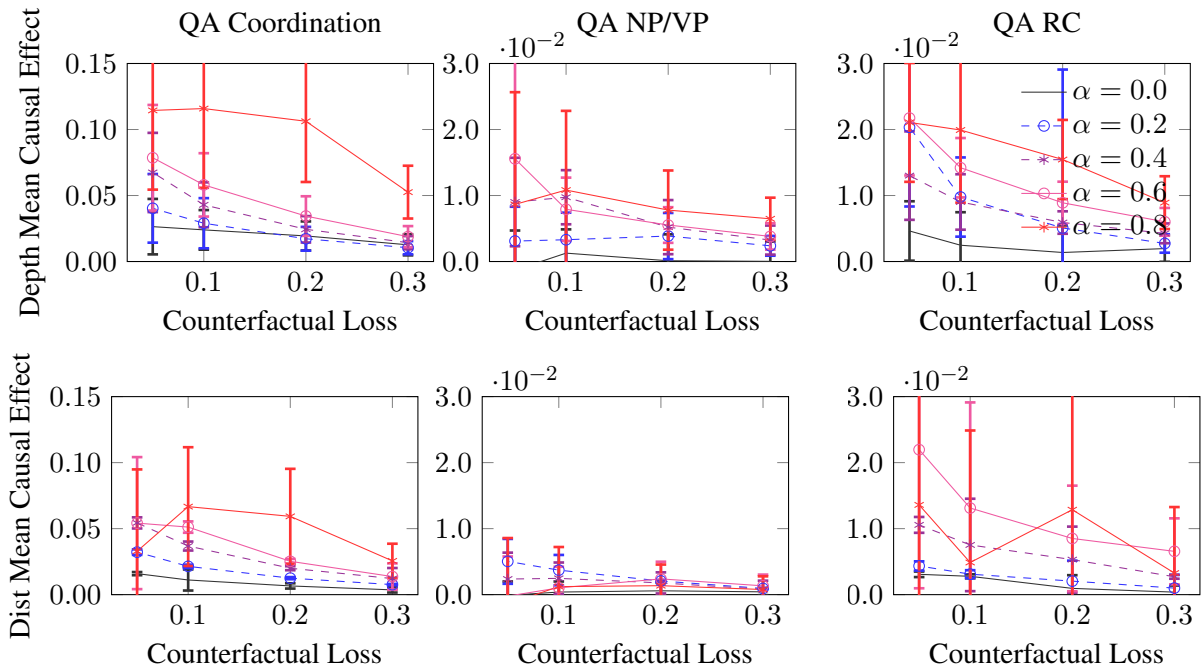 QA Coordination
QA NP/VP
QA RC
Depth Mean Causal Effect
0.15
0.10
0.05
0.00
0.1
0.2
0.3
Counterfactual Loss
·10⁻²
3.0
2.0
1.0
0.0
0.1
0.2
0.3
Counterfactual Loss
·10⁻²
3.0
2.0
1.0
0.0
0.1
0.2
0.3
Counterfactual Loss
α = 0.0
α = 0.2
α = 0.4
α = 0.6
α = 0.8
Dist Mean Causal Effect
0.15
0.10
0.05
0.00
0.1
0.2
0.3
Counterfactual Loss
·10⁻²
3.0
2.0
1.0
0.0
0.1
0.2
0.3
Counterfactual Loss
·10⁻²
3.0
2.0
1.0
0.0
0.1
0.2
0.3
Counterfactual Loss